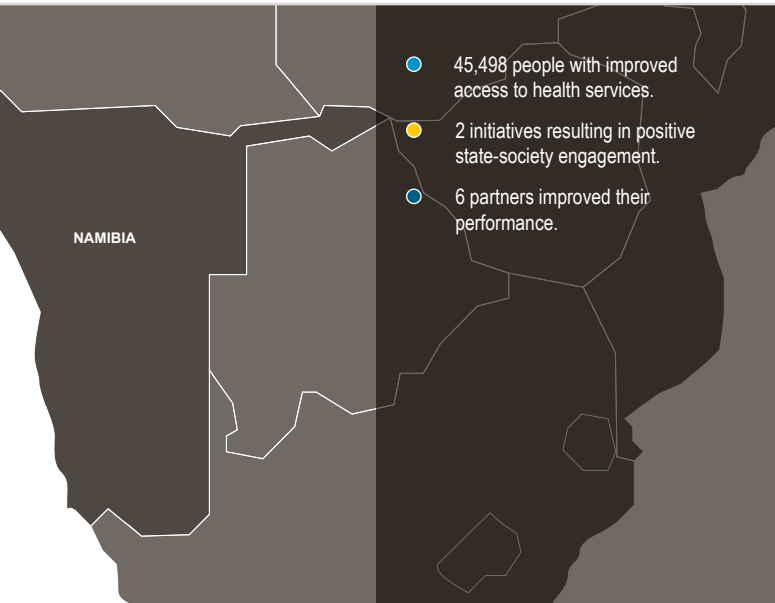 45,498 people with improved
access to health services.
2 initiatives resulting in positive
state-society engagement.
6 partners improved their
performance.
NAMIBIA